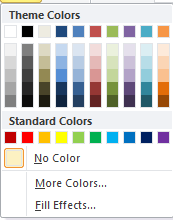 Theme Colors
Standard Colors
No Color
More Colors...
Fill Effects...